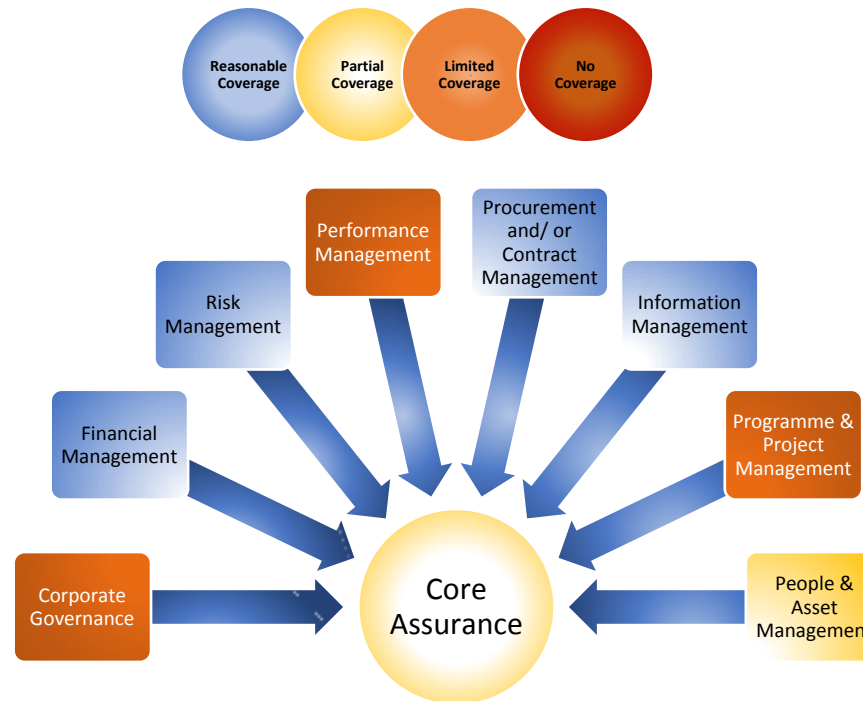 Reasonable
Coverage
Partial
Coverage
Limited
Coverage
No
Coverage
Procurement
and/ or
Contract
Management
Performance
Management
Risk
Management
Information
Management
Financial
Management
Programme &
Project
Management
Corporate
Governance
Core
Assurance
People &
Asset
Management